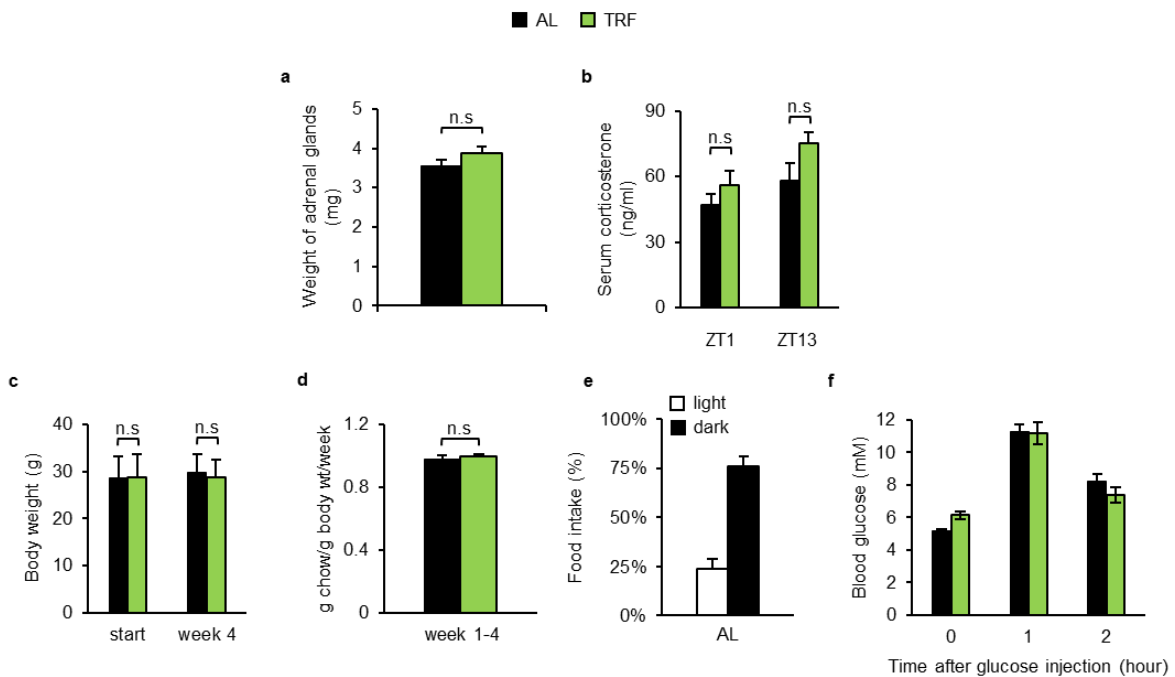 AL TRF
a
Weight of adrenal glands
(mg)
5
4
3
2
1
0
n.s
b
Serum corticosterone
(ng/ml)
90
60
30
0
n.s
n.s
ZT1 ZT13
c
Body weight (g)
40
30
20
10
0
n.s
n.s
start week 4
d
g chow/g body wt/week
1.2
0.8
0.4
0
n.s
week 1-4
e
light
dark
Food intake (%)
100%
75%
50%
25%
0%
AL
f
Blood glucose (mM)
12
10
8
6
4
2
0
0 1 2
Time after glucose injection (hour)